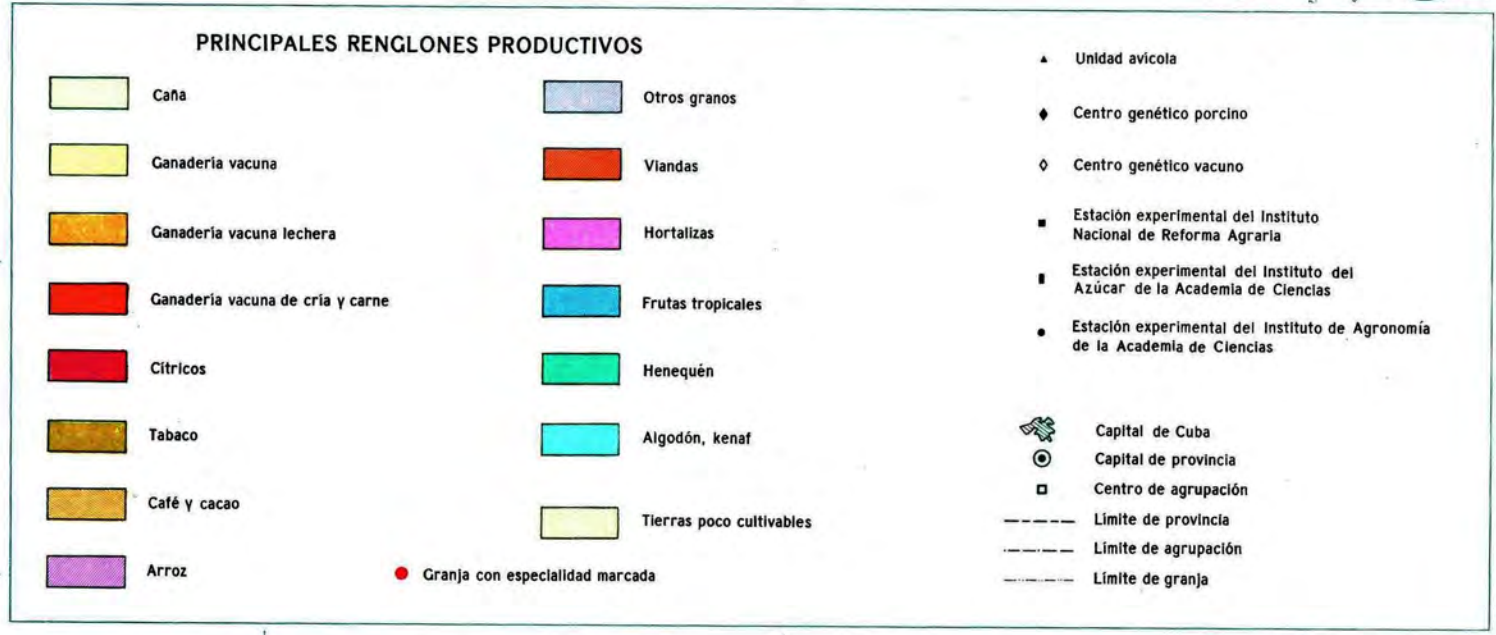 PRINCIPALES RENGLONES PRODUCTIVOS
Caña
Ganadería vacuna
Ganadería vacuna lechera
Ganadería vacuna de cría y carne
Cítricos
Tabaco
Café y cacao
Arroz
Otros granos
Viandas
Hortalizas
Frutas tropicales
Henequén
Algodón, kenaf
Tierras poco cultivables
Granja con especialidad marcada
Unidad avícola
Centro genético porcino
Centro genético vacuno
Estación experimental del Instituto
Nacional de Reforma Agraria
Estación experimental del Instituto del
Azúcar de la Academia de Ciencias
Estación experimental del Instituto de Agronomía
de la Academia de Ciencias
Capital de Cuba
Capital de provincia
Centro de agrupación
Límite de provincia
Límite de agrupación
Límite de granja